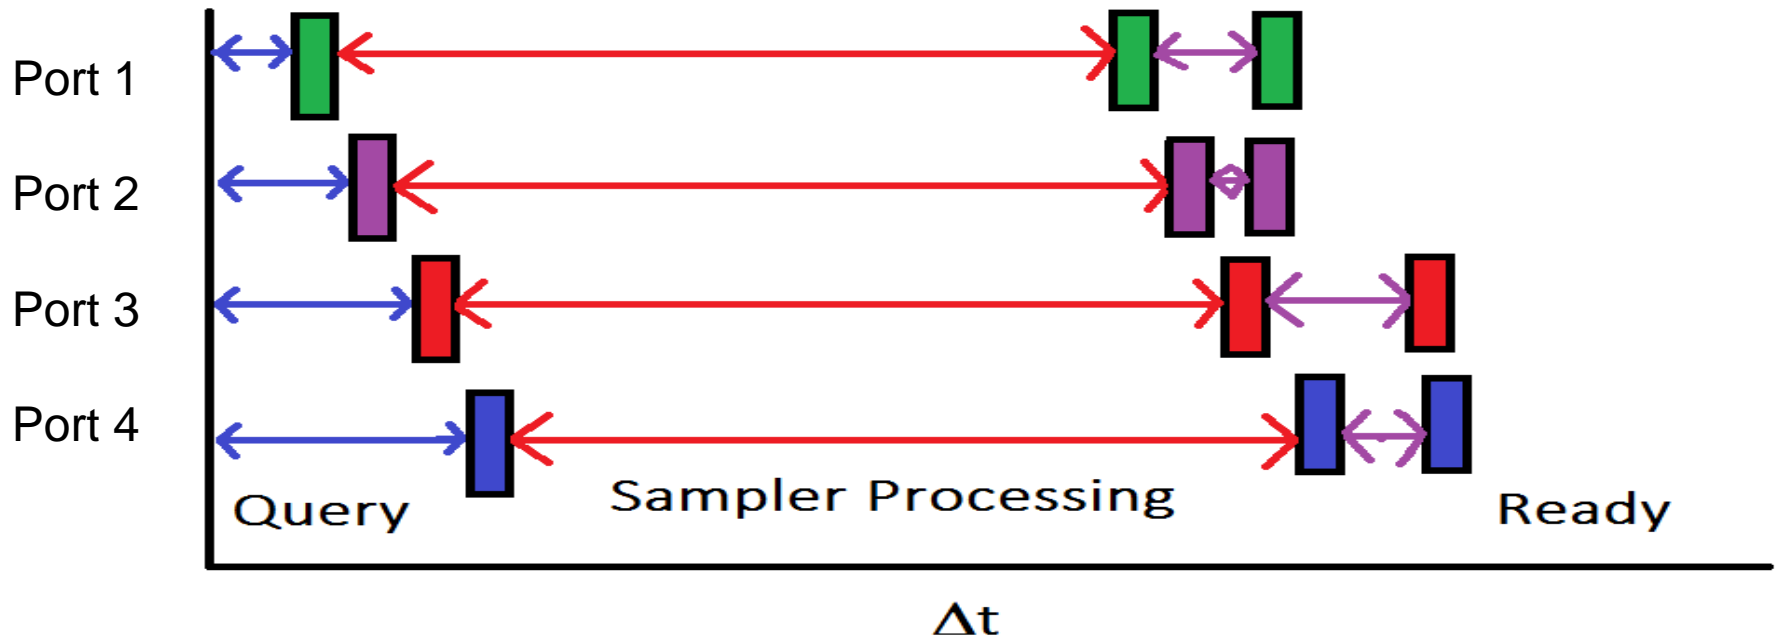 Port 1
Port 2
Port 3
Port 4
Query
Sampler Processing
Ready
Δt